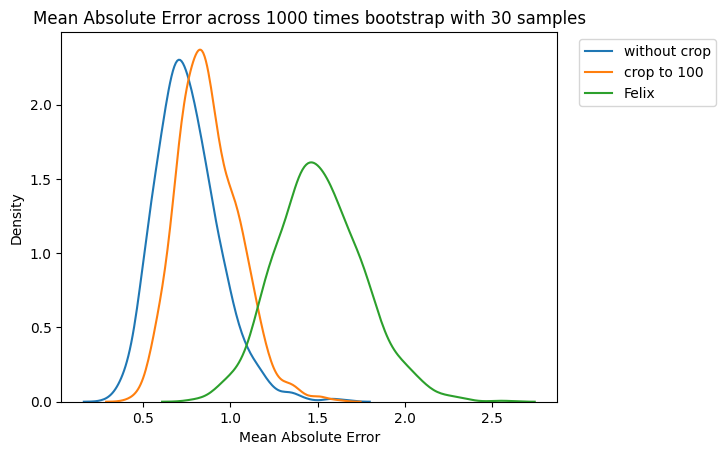 Mean Absolute Error across 1000 times bootstrap with 30 samples
without crop
crop to 100
Felix
Density
2.0
1.5
1.0
0.5
0.0
0.5 1.0 1.5 2.0 2.5
Mean Absolute Error